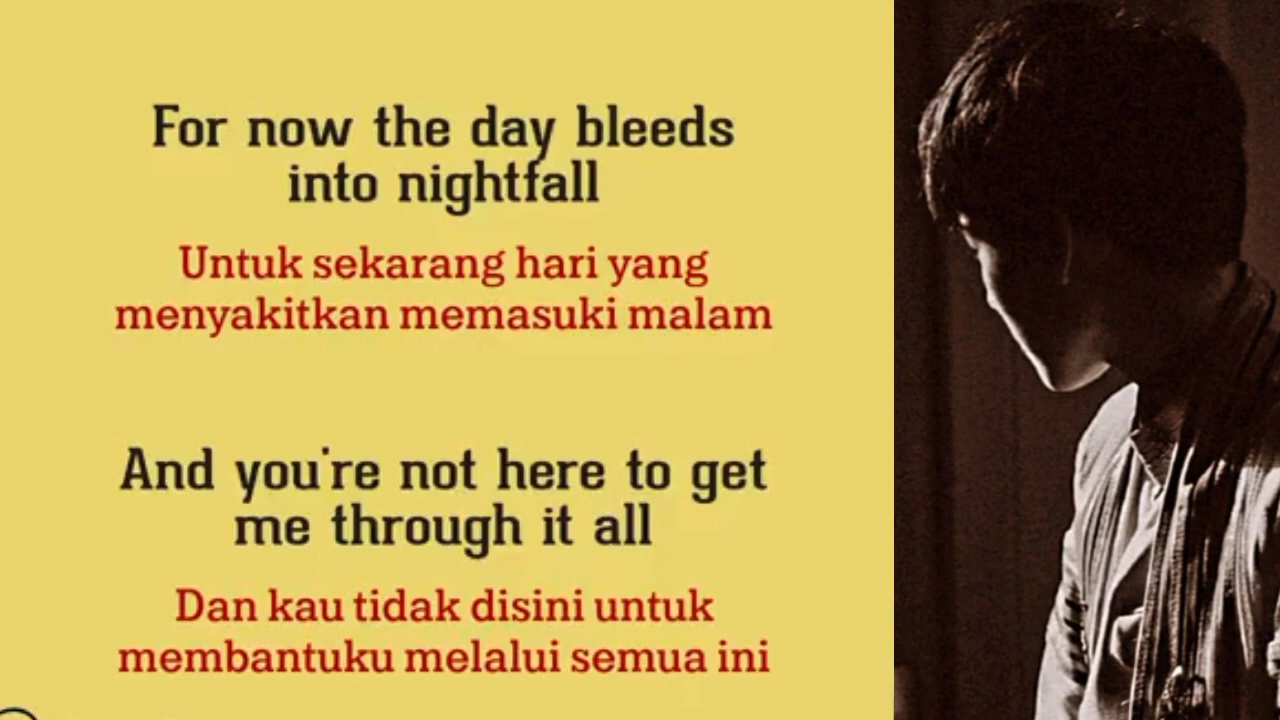 For now the day bleeds
into nightfall
Untuk sekarang hari yang
menyakitkan memasuki malam
And you're not here to get
me through it all
Dan kau tidak disini untuk
membantuku melalui semua ini